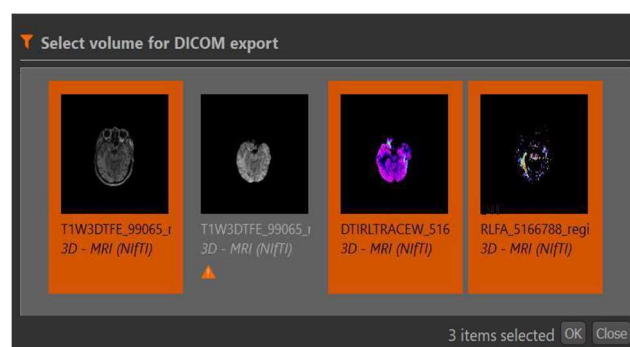 Select volume for DICOM export
T1W3DTFE_99065_r
3D - MRI (NIfTI)
T1W3DTFE_99065_r
3D - MRI (NIfTI)
DTIRLTRACEW_516
3D - MRI (NIfTI)
RLFA_5166788_regi
3D - MRI (NIfTI)
3 items selected OK Close